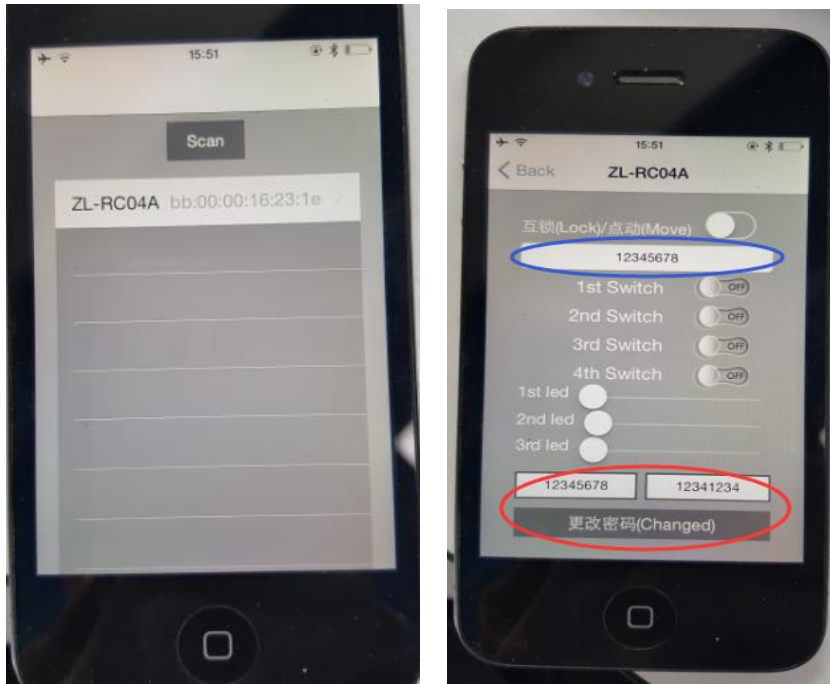 15:51
Scan
ZL-RC04A bb:00:00:16:23:1e
15:51
Back ZL-RC04A
互锁(Lock)/点动(Move)
12345678
1st Switch OFF
2nd Switch OFF
3rd Switch OFF
4th Switch OFF
1st led
2nd led
3rd led
12345678 12341234
更改密码(Changed)